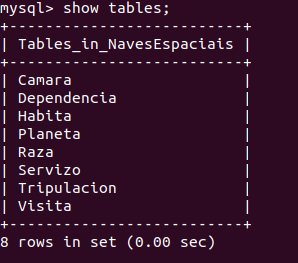 mysql> show tables;
+-------------------------+
| Tables_in_NavesEspaciais |
+-------------------------+
| Camara |
| Dependencia |
| Habita |
| Planeta |
| Raza |
| Servizo |
| Tripulacion |
| Visita |
+-------------------------+
8 rows in set (0.00 sec)